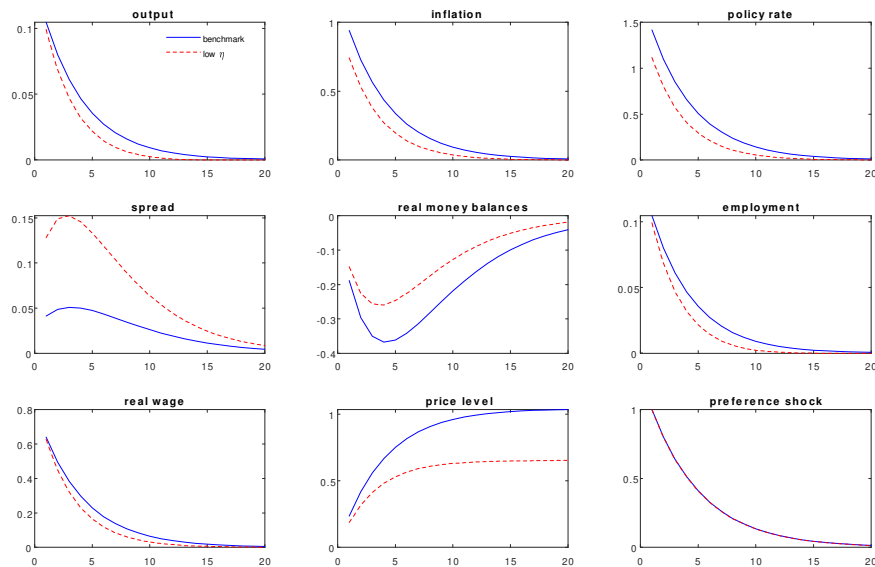 output
0.1
0.05
0
0 5 10 15 20
benchmark
low η
inflation
1
0.5
0
0 5 10 15 20
policy rate
1.5
1
0.5
0
0 5 10 15 20
spread
0.15
0.1
0.05
0
0 5 10 15 20
real money balances
0
-0.1
-0.2
-0.3
-0.4
0 5 10 15 20
employment
0.1
0.05
0
0 5 10 15 20
real wage
0.8
0.6
0.4
0.2
0
0 5 10 15 20
price level
1
0.5
0
0 5 10 15 20
preference shock
1
0.5
0
0 5 10 15 20